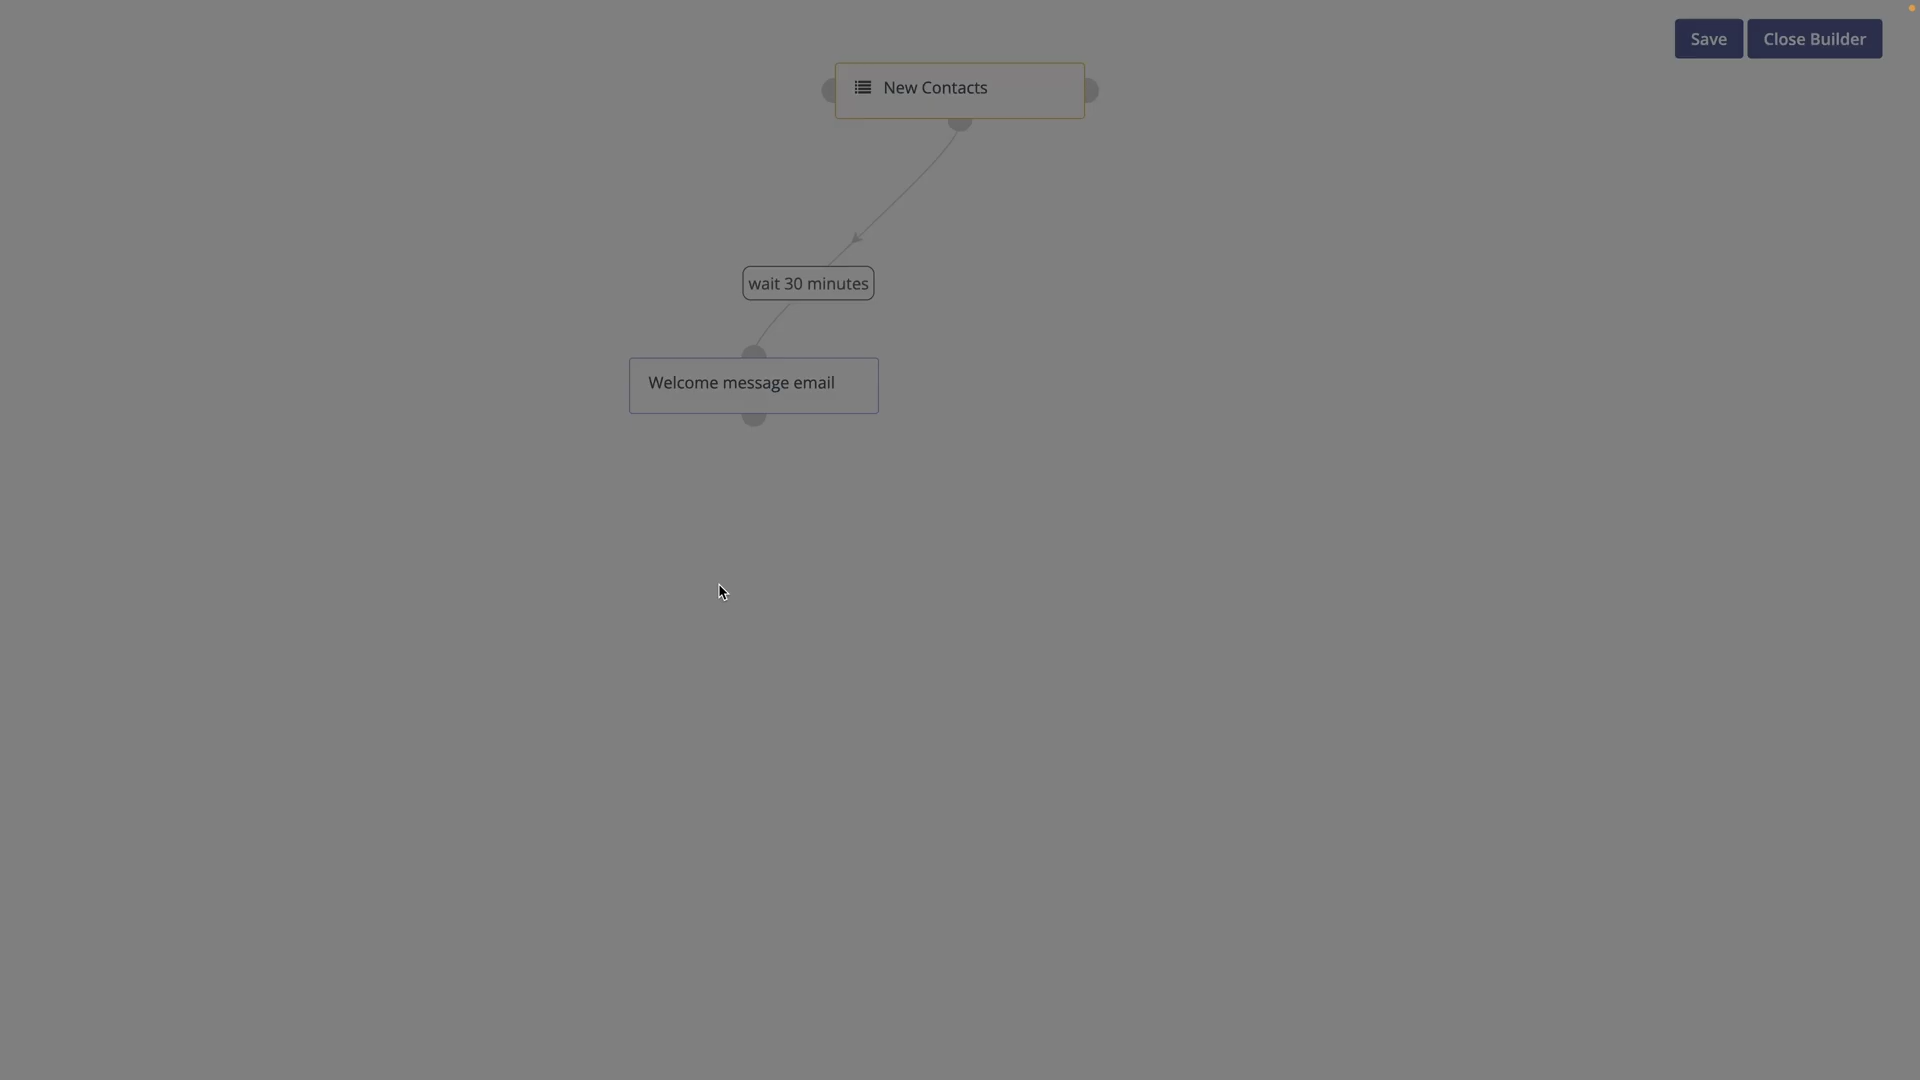 Save
Close Builder
New Contacts
wait 30 minutes
Welcome message email